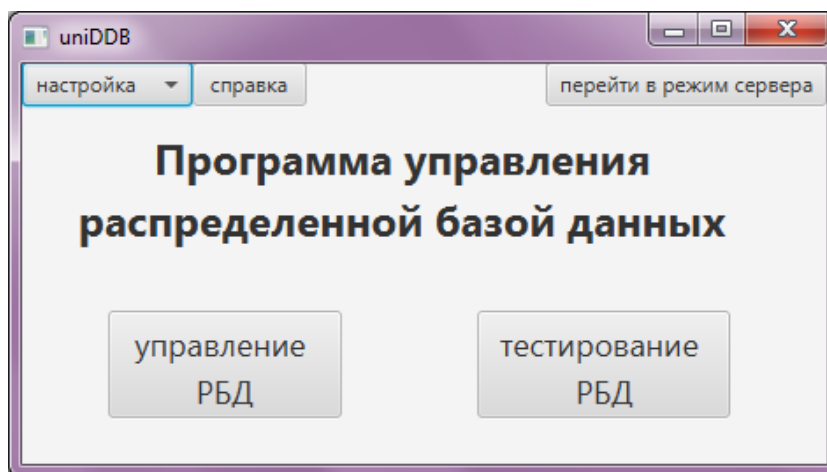 uniDDB
настройка
справка
перейти в режим сервера
Программа управления
распределенной базой данных
управление
РБД
тестирование
РБД